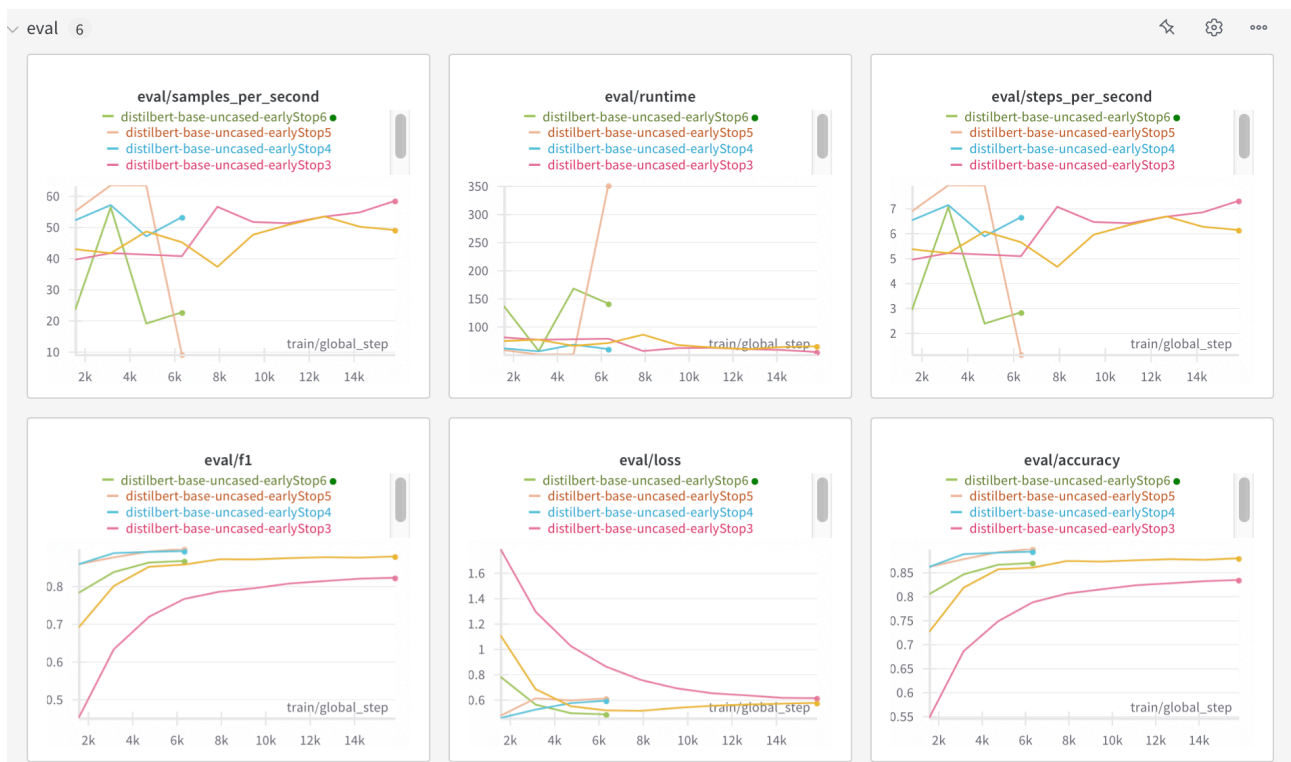 eval 6
eval/samples_per_second
distilbert-base-uncased-earlyStop6
distilbert-base-uncased-earlyStop5
distilbert-base-uncased-earlyStop4
distilbert-base-uncased-earlyStop3
60
50
40
30
20
10
train/global_step
2k 4k 6k 8k 10k 12k 14k
eval/runtime
distilbert-base-uncased-earlyStop6
distilbert-base-uncased-earlyStop5
distilbert-base-uncased-earlyStop4
distilbert-base-uncased-earlyStop3
350
300
250
200
150
100
train/global_step
2k 4k 6k 8k 10k 12k 14k
eval/steps_per_second
distilbert-base-uncased-earlyStop6
distilbert-base-uncased-earlyStop5
distilbert-base-uncased-earlyStop4
distilbert-base-uncased-earlyStop3
7
6
5
4
3
2
train/global_step
2k 4k 6k 8k 10k 12k 14k
eval/f1
distilbert-base-uncased-earlyStop6
distilbert-base-uncased-earlyStop5
distilbert-base-uncased-earlyStop4
distilbert-base-uncased-earlyStop3
0.8
0.7
0.6
0.5
train/global_step
2k 4k 6k 8k 10k 12k 14k
eval/loss
distilbert-base-uncased-earlyStop6
distilbert-base-uncased-earlyStop5
distilbert-base-uncased-earlyStop4
distilbert-base-uncased-earlyStop3
1.6
1.4
1.2
1
0.8
0.6
train/global_step
2k 4k 6k 8k 10k 12k 14k
eval/accuracy
distilbert-base-uncased-earlyStop6
distilbert-base-uncased-earlyStop5
distilbert-base-uncased-earlyStop4
distilbert-base-uncased-earlyStop3
0.85
0.8
0.75
0.7
0.65
0.6
0.55
train/global_step
2k 4k 6k 8k 10k 12k 14k